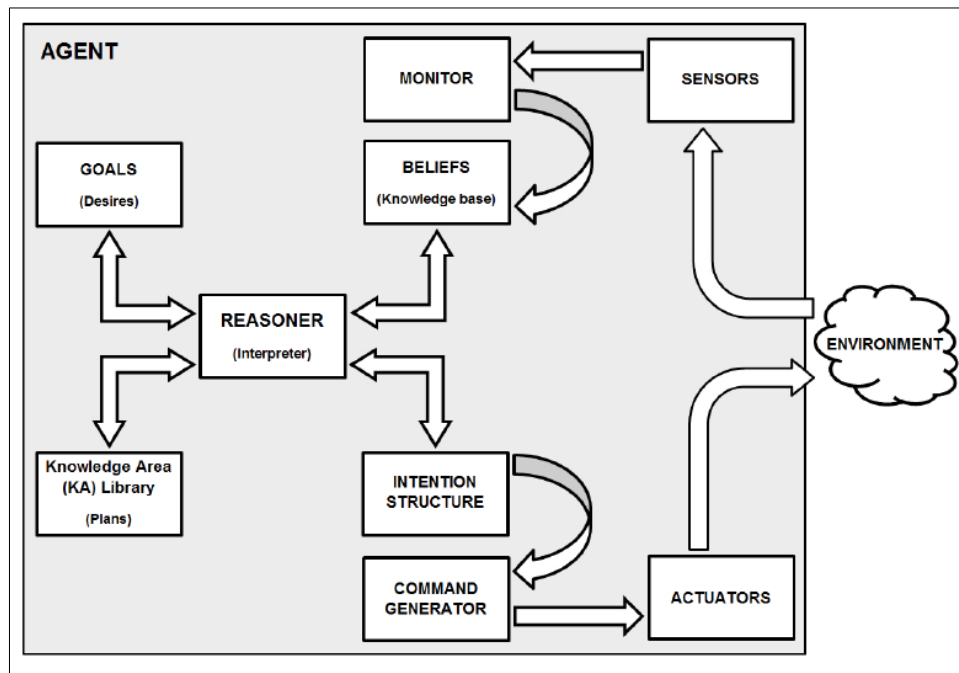 AGENT
MONITOR
SENSORS
GOALS
(Desires)
BELIEFS
(Knowledge base)
REASONER
(Interpreter)
ENVIRONMENT
Knowledge Area
(KA) Library
(Plans)
INTENTION
STRUCTURE
COMMAND
GENERATOR
ACTUATORS